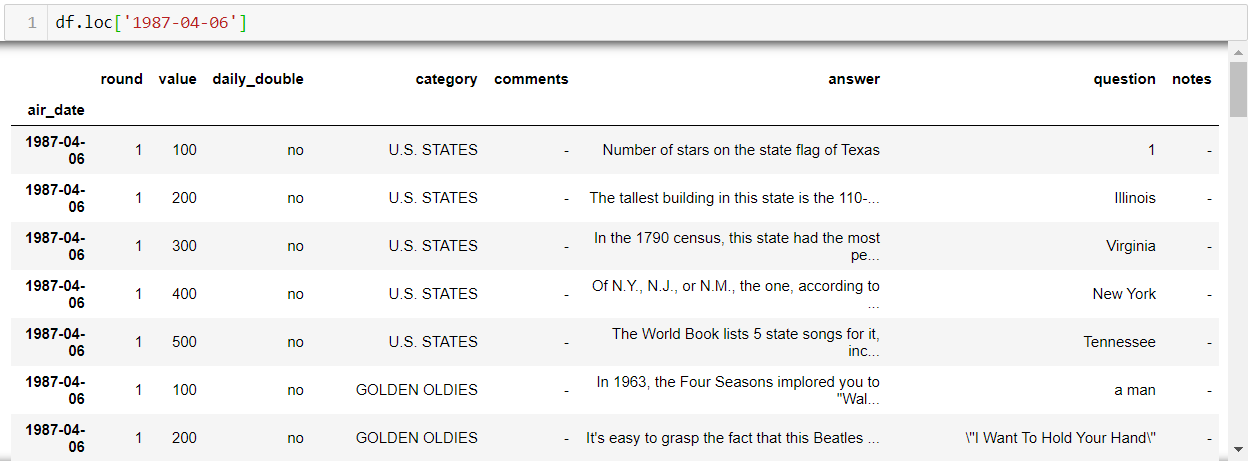 1 df.loc['1987-04-06']
round value daily_double category comments answer question notes
air_date
1987-04-
06 1 100 no U.S. STATES - Number of stars on the state flag of Texas 1 -
1987-04-
06 1 200 no U.S. STATES - The tallest building in this state is the 110-... Illinois -
1987-04-
06 1 300 no U.S. STATES - In the 1790 census, this state had the most
pe... Virginia -
1987-04-
06 1 400 no U.S. STATES - Of N.Y., N.J., or N.M., the one, according to
... New York -
1987-04-
06 1 500 no U.S. STATES - The World Book lists 5 state songs for it,
inc... Tennessee -
1987-04-
06 1 100 no GOLDEN OLDIES - In 1963, the Four Seasons implored you to
"Wal... a man -
1987-04-
06 1 200 no GOLDEN OLDIES - It's easy to grasp the fact that this Beatles ... \"I Want To Hold Your Hand\" -